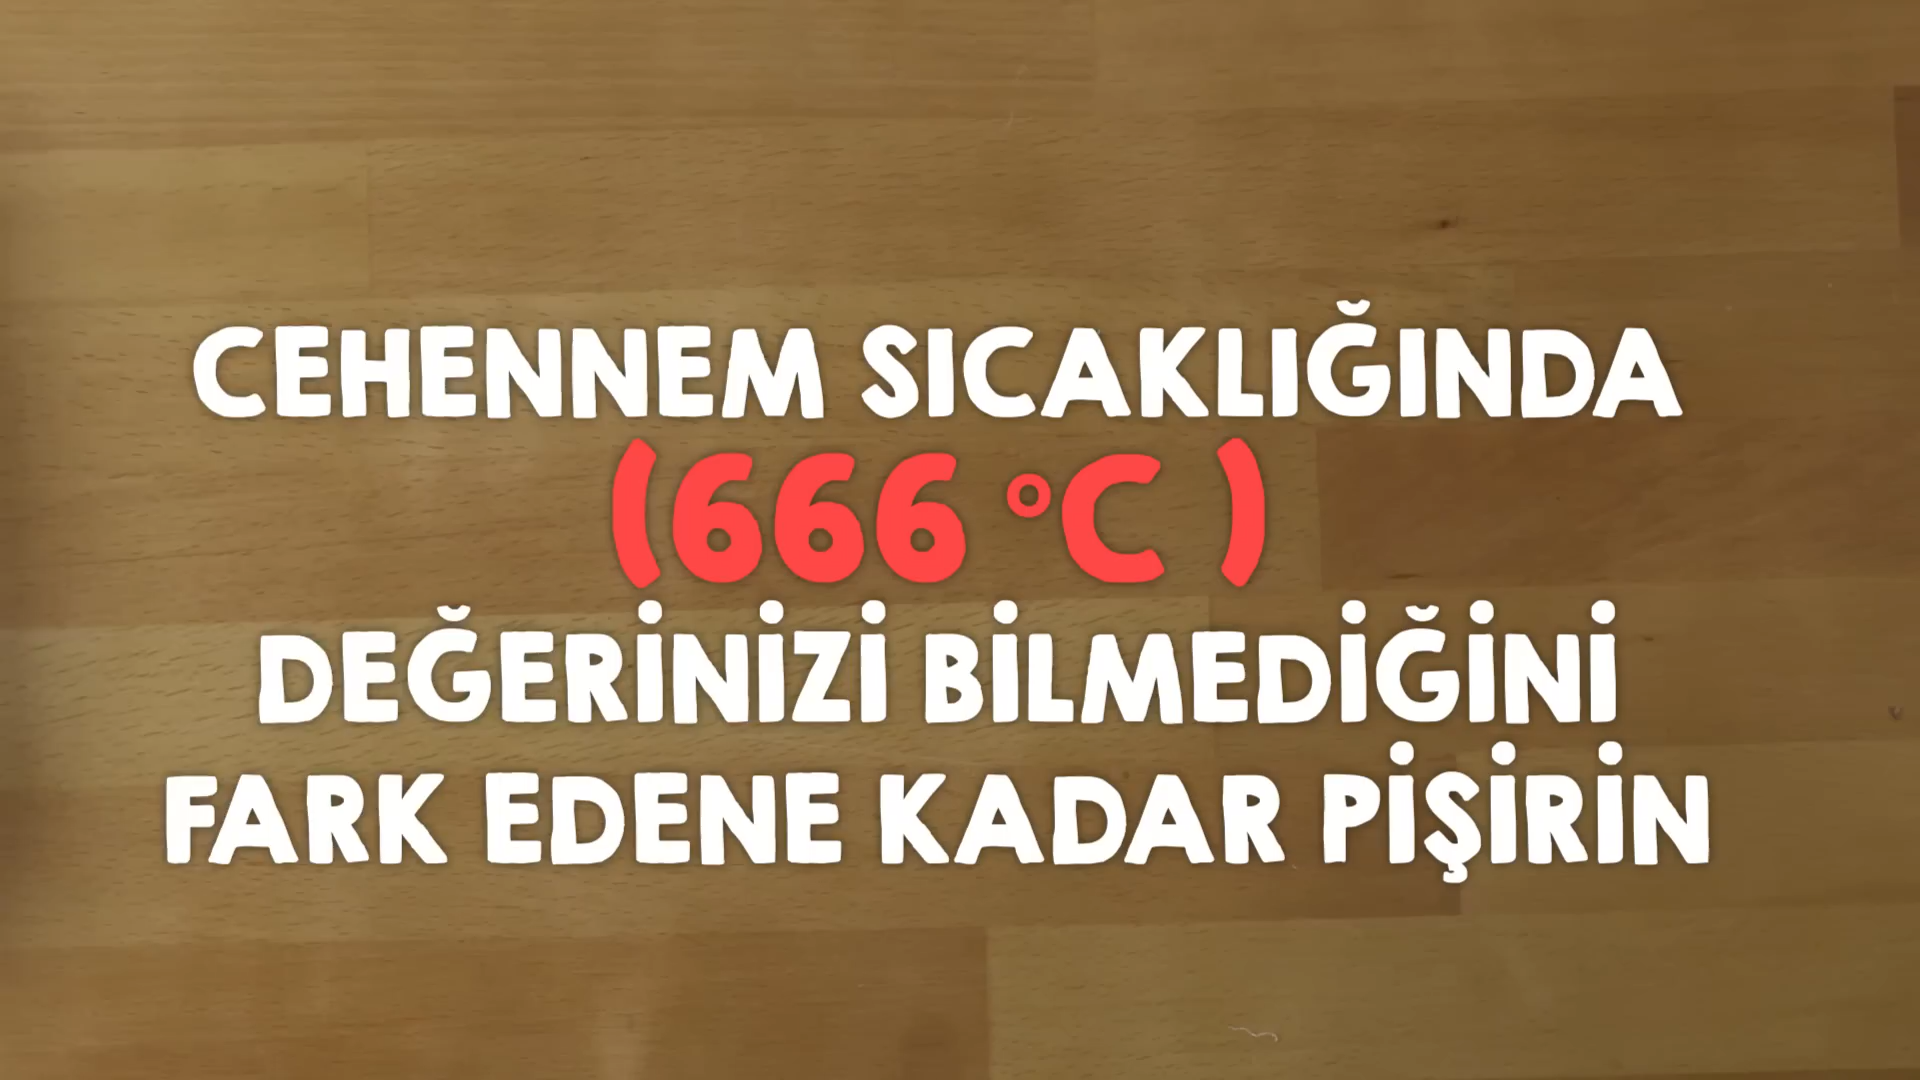 CEHENNEM SICAKLIĞINDA
(666 °C )
DEĞERİNİZİ BİLMEDİĞİNİ
FARK EDENE KADAR PİŞİRİN